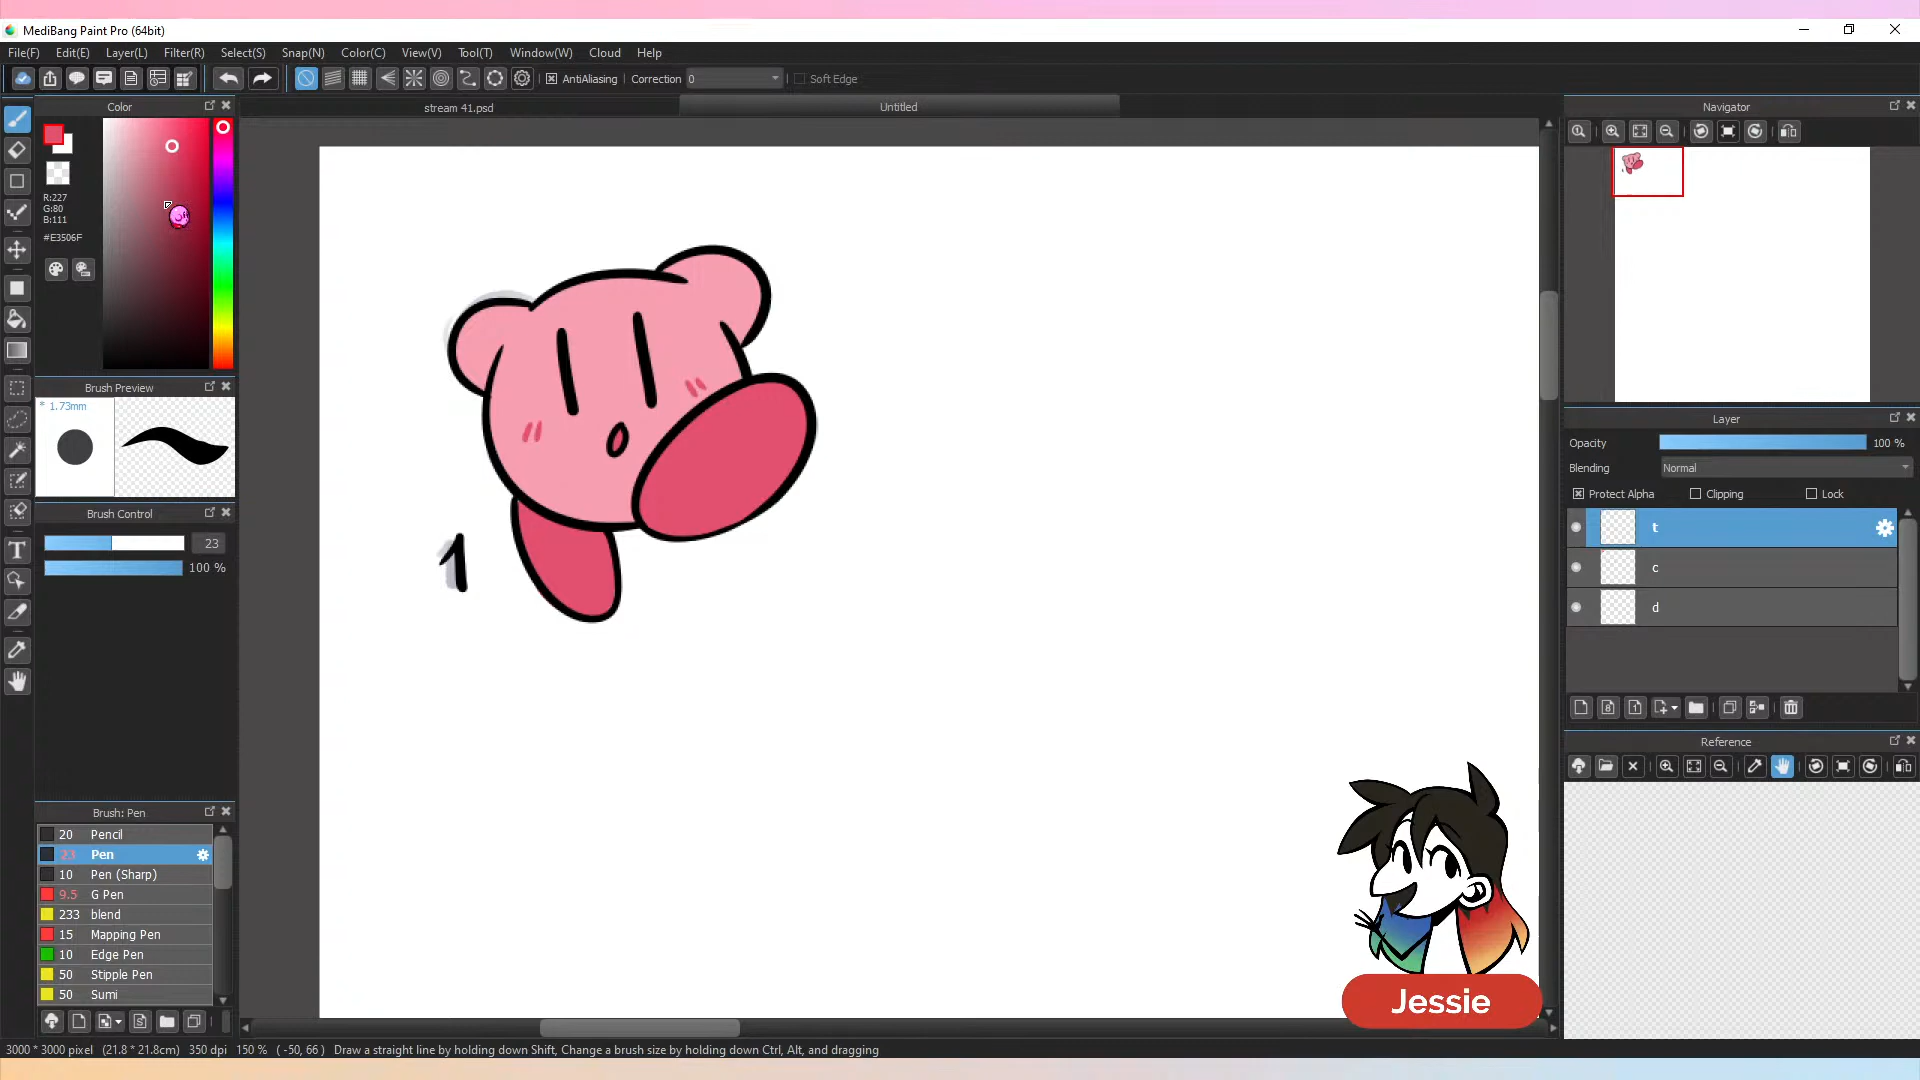 MediBang Paint Pro (64bit)
File(F) Edit(E) Layer(L) Filter(R) Select(S) Snap(N) Color(C) View(V) Tool(T) Window(W) Cloud Help
AntiAliasing Correction 0 Soft Edge
Color
stream 41.psd
Untitled
Navigator
R:227
G:80
B:111
#E3506F
Brush Preview
* 1.73mm
Brush Control
23
100 %
Layer
Opacity 100 %
Blending Normal
Protect Alpha Clipping Lock
t
c
d
1
Reference
Brush: Pen
20 Pencil
23 Pen
10 Pen (Sharp)
9.5 G Pen
233 blend
15 Mapping Pen
10 Edge Pen
50 Stipple Pen
50 Sumi
Jessie
3000 * 3000 pixel (21.8 * 21.8cm) 350 dpi 150 % ( -50, 66 ) Draw a straight line by holding down Shift, Change a brush size by holding down Ctrl, Alt, and dragging